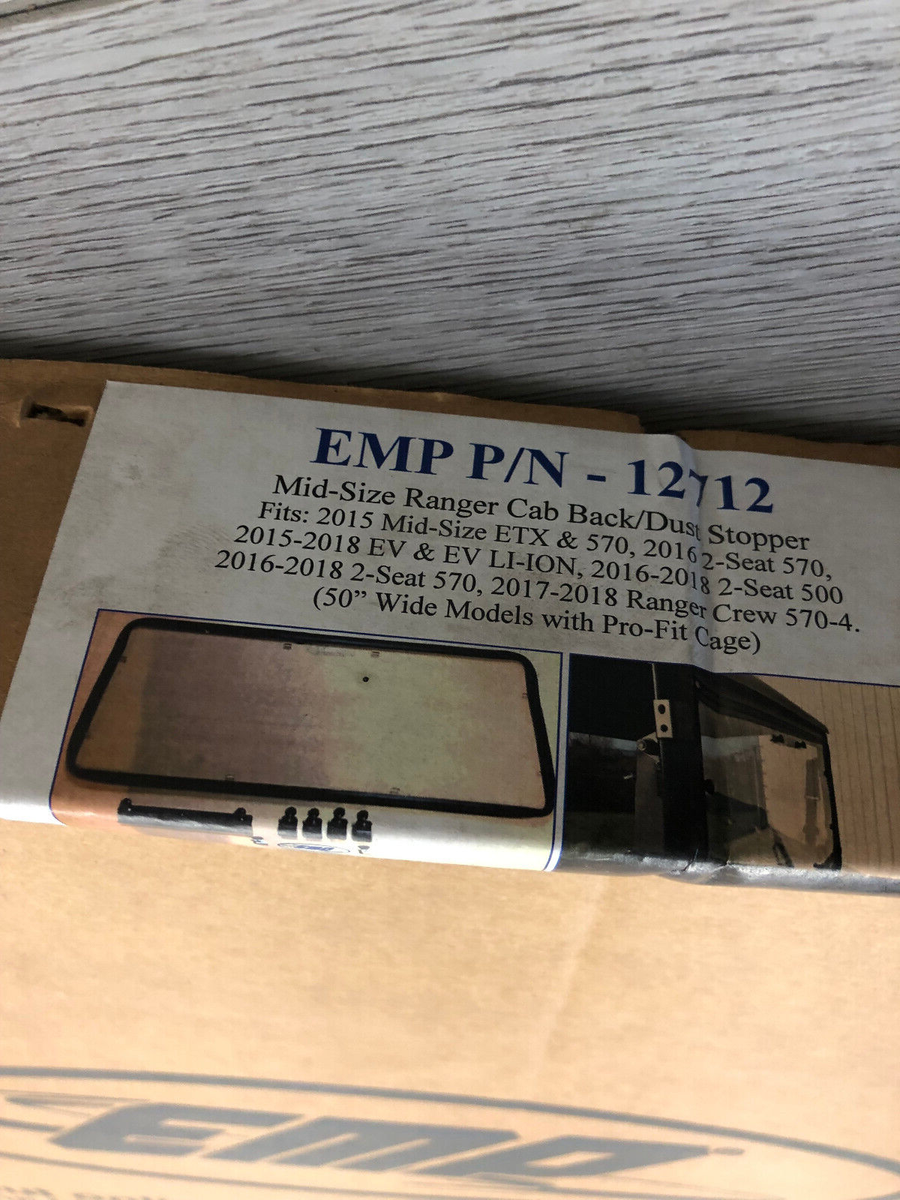 EMP P/N - 12712
Mid-Size Ranger Cab Back/Dust Stopper
Fits: 2015 Mid-Size ETX & 570, 2016 2-Seat 570,
2015-2018 EV & EV LI-ION, 2016-2018 2-Seat 500
2016-2018 2-Seat 570, 2017-2018 Ranger Crew 570-4.
(50” Wide Models with Pro-Fit Cage)
EMP